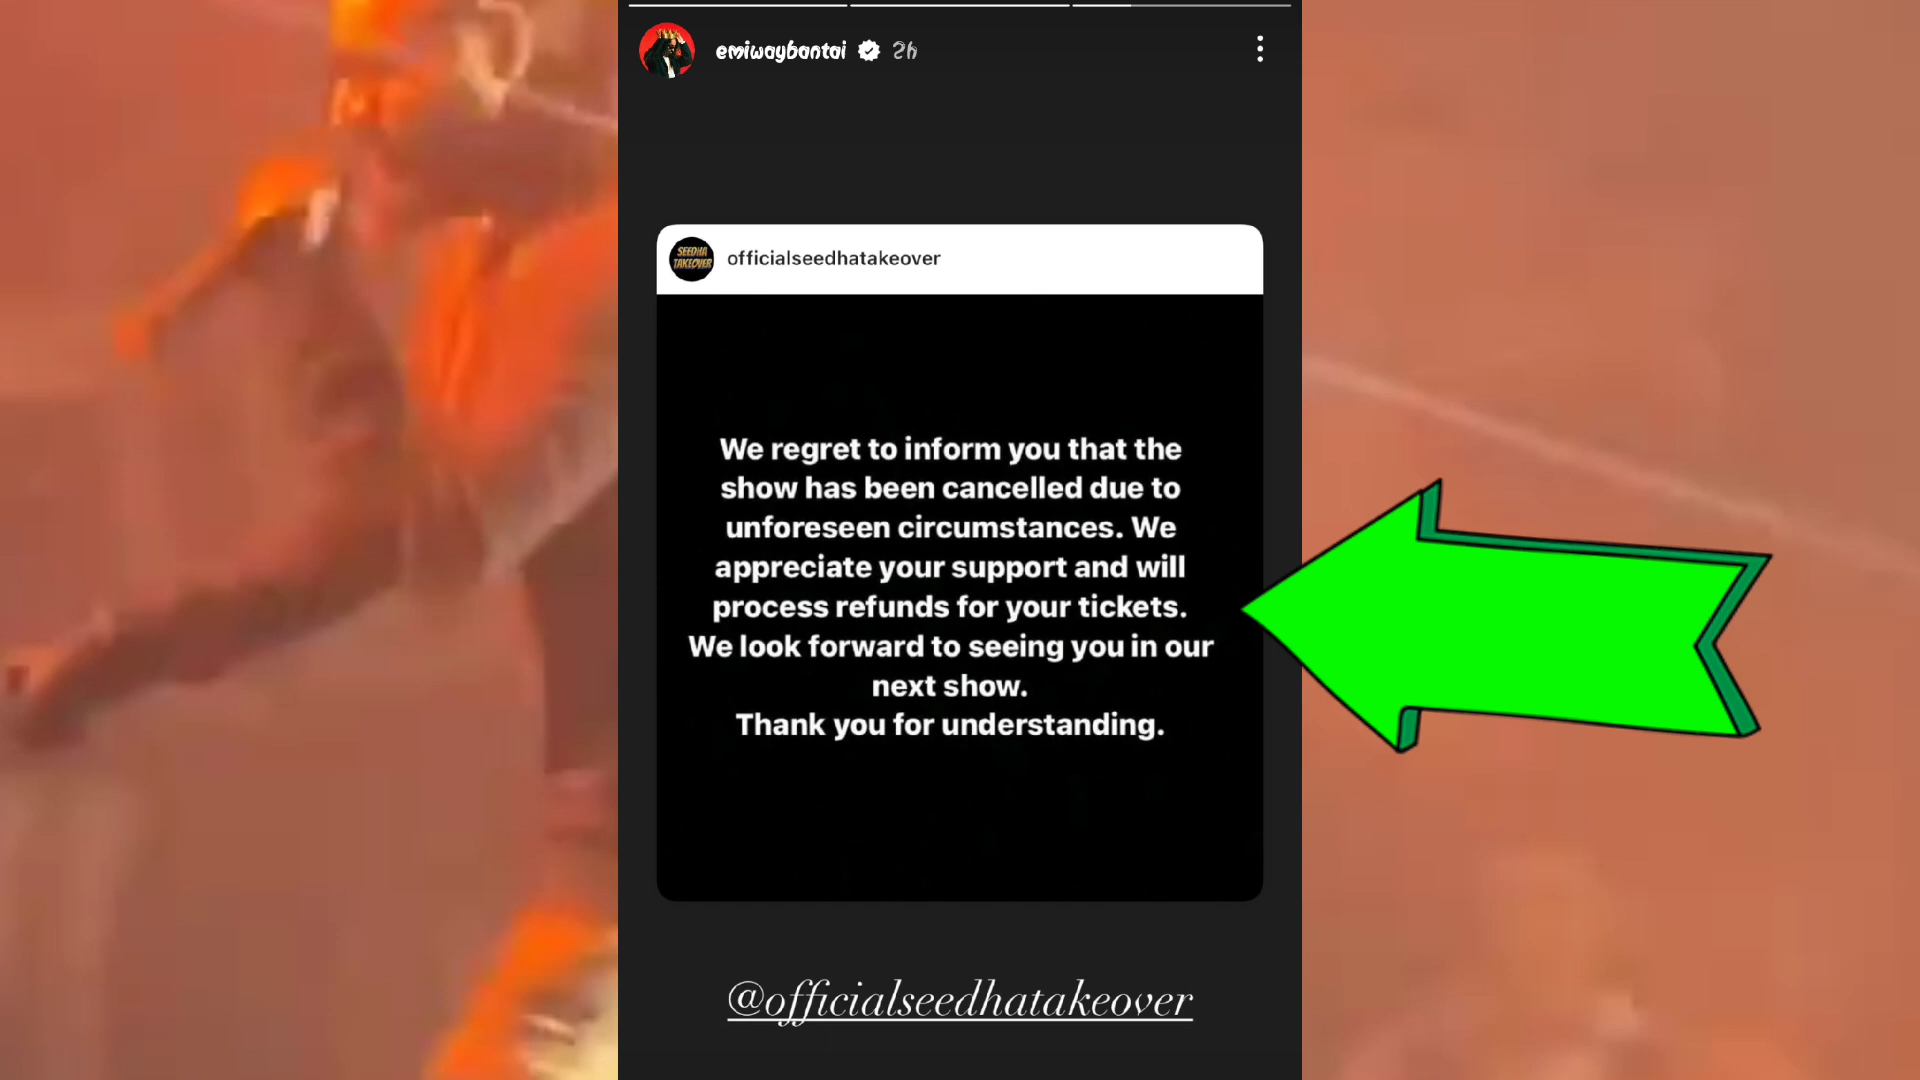 emiwaybantai 2h
SEEDHA
TAKEOVER
officialseedhatakeover
We regret to inform you that the
show has been cancelled due to
unforeseen circumstances. We
appreciate your support and will
process refunds for your tickets.
We look forward to seeing you in our
next show.
Thank you for understanding.
@officialseedhatakeover